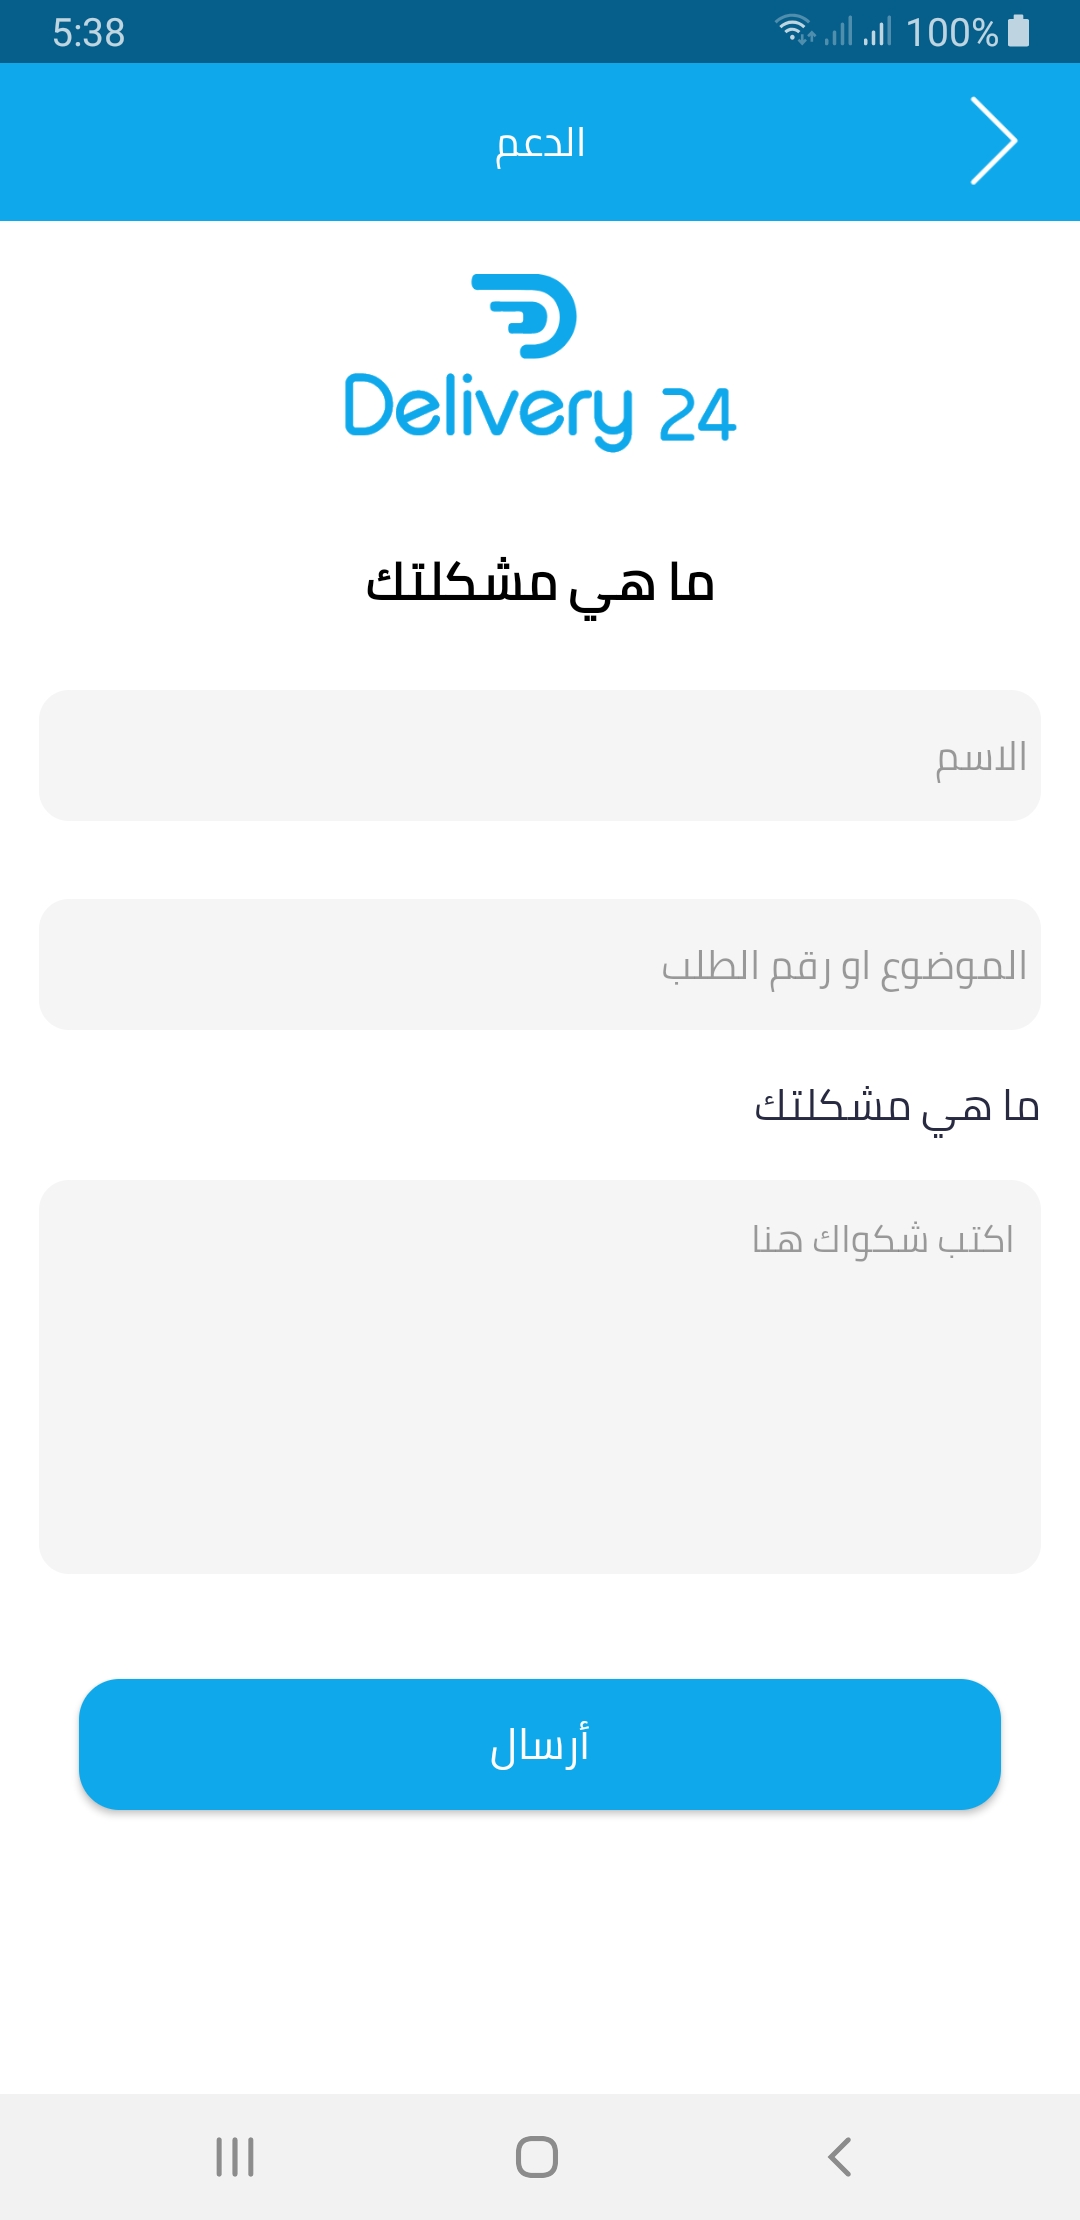 5:38 100%
الدعم
Delivery 24
ما هي مشكلتك
الاسم
الموضوع او رقم الطلب
ما هي مشكلتك
اكتب شكواك هنا
أرسال